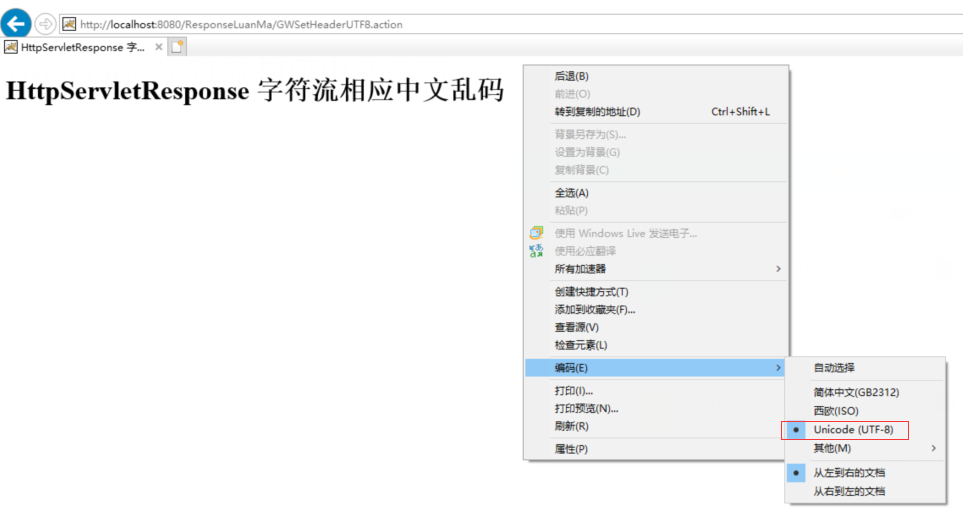 http://localhost:8080/ResponseLuanMa/GWSetHeaderUTF8.action
HttpServletResponse 字...
HttpServletResponse 字符流相应中文乱码
后退(B)
前进(O)
转到复制的地址(D) Ctrl+Shift+L
背景另存为(S)...
设置为背景(G)
复制背景(C)
全选(A)
粘贴(P)
使用 Windows Live 发送电子...
使用必应翻译
所有加速器
创建快捷方式(T)
添加到收藏夹(F)...
查看源(V)
检查元素(L)
编码(E)
打印(I)...
打印预览(N)...
刷新(R)
属性(P)
自动选择
简体中文(GB2312)
西欧(ISO)
Unicode (UTF-8)
其他(M)
从左到右的文档
从右到左的文档